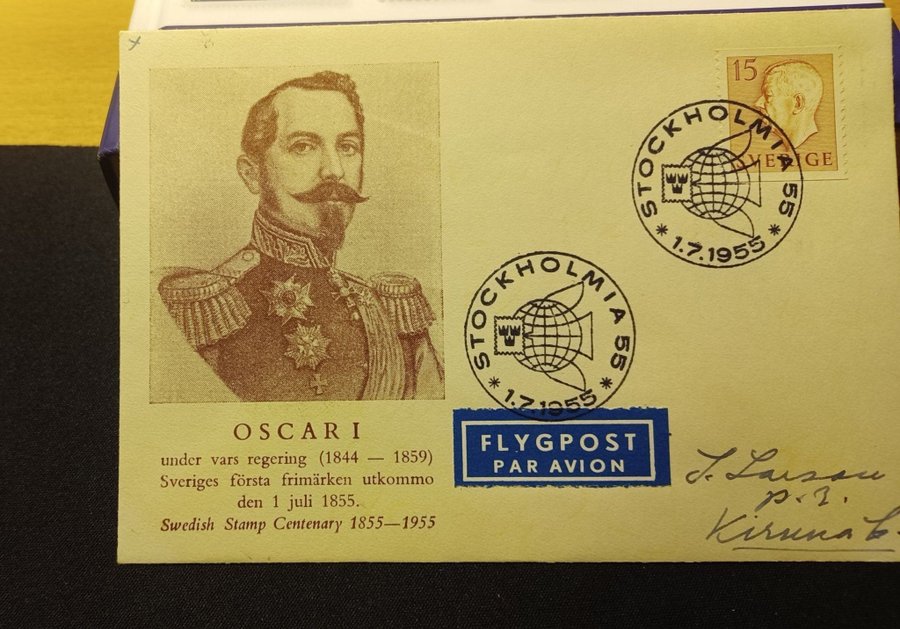 15
SVERIGE
STOCKHOLMIA 55
* 1.7.1955 *
STOCKHOLMIA 55
* 1.7.1955 *
OSCAR I
under vars regering (1844 — 1859)
Sveriges första frimärken utkommo
den 1 juli 1855.
Swedish Stamp Centenary 1855—1955
FLYGPOST
PAR AVION
Larsson
Kiruna C.